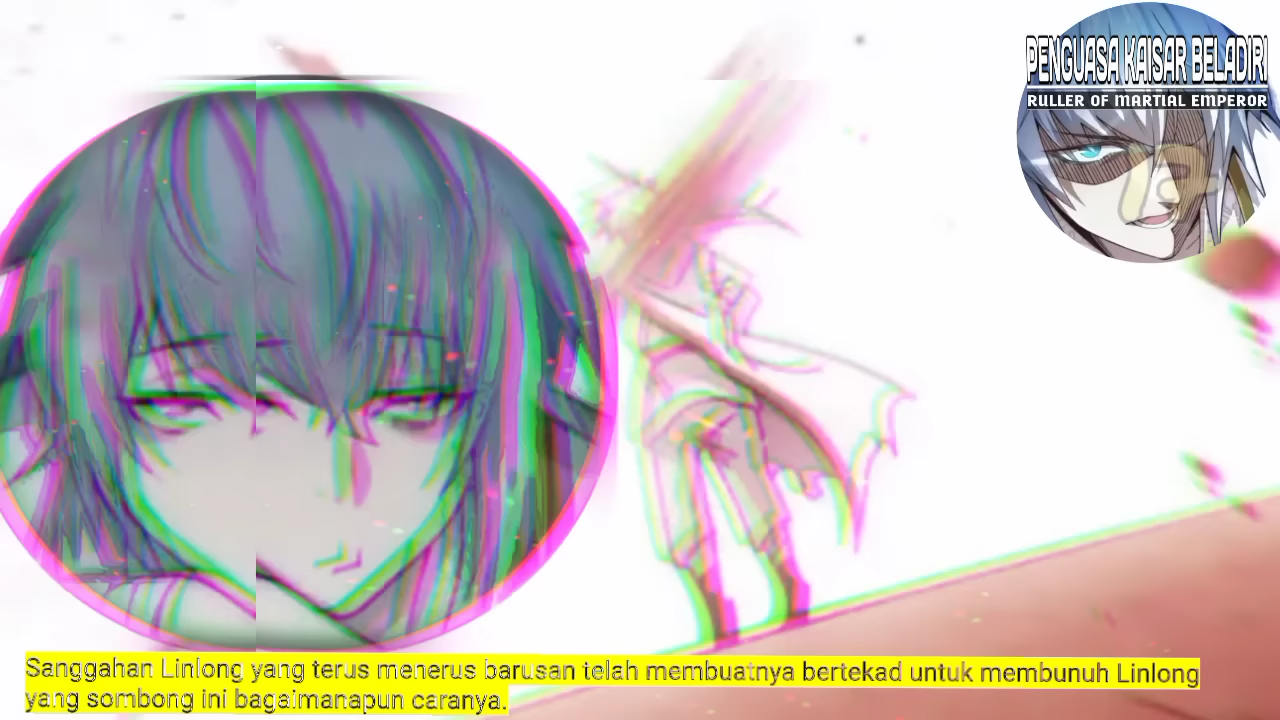 PENGUASA KAISAR BELADIRI
RULLER OF MARTIAL EMPEROR
Sanggahan Linlong yang terus menerus barusan telah membuatnya bertekad untuk membunuh Linlong
yang sombong ini bagaimanapun caranya.